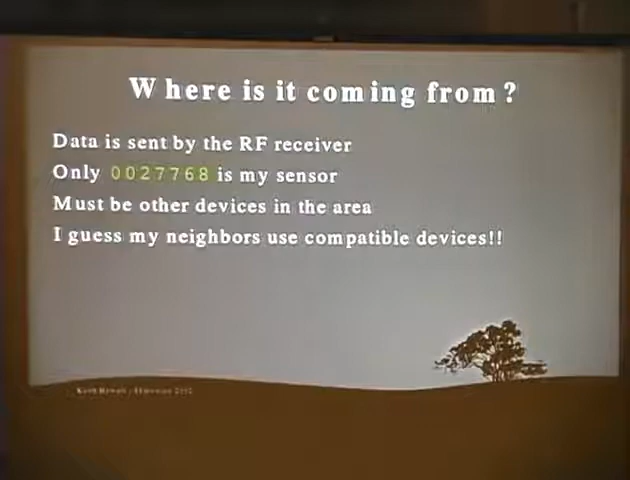 Where is it coming from?
Data is sent by the RF receiver
Only 0027768 is my sensor
Must be other devices in the area
I guess my neighbors use compatible devices!!